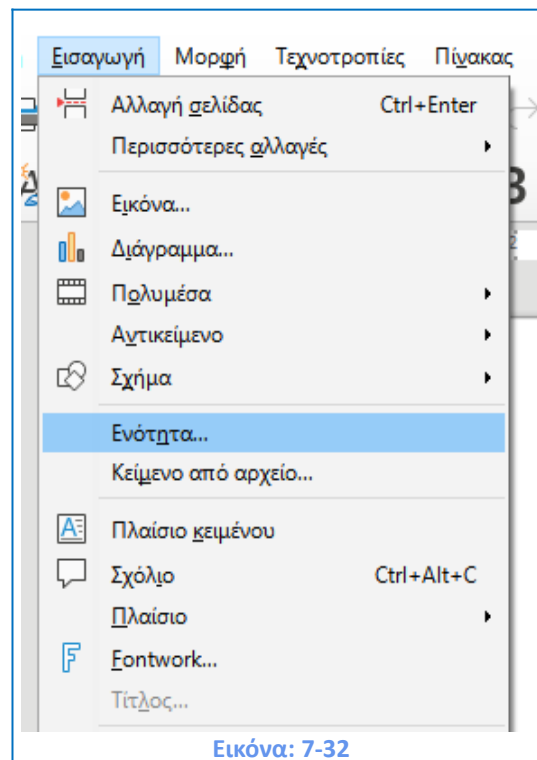 Εισαγωγή Μορφή Τεχνοτροπίες Πίνακας
Αλλαγή σελίδας Ctrl+Enter
Περισσότερες αλλαγές
Εικόνα...
Διάγραμμα...
Πολυμέσα
Αντικείμενο
Σχήμα
Ενότητα...
Κείμενο από αρχείο...
Πλαίσιο κειμένου
Σχόλιο Ctrl+Alt+C
Πλαίσιο
Fontwork...
Τίτλος...
Εικόνα: 7-32